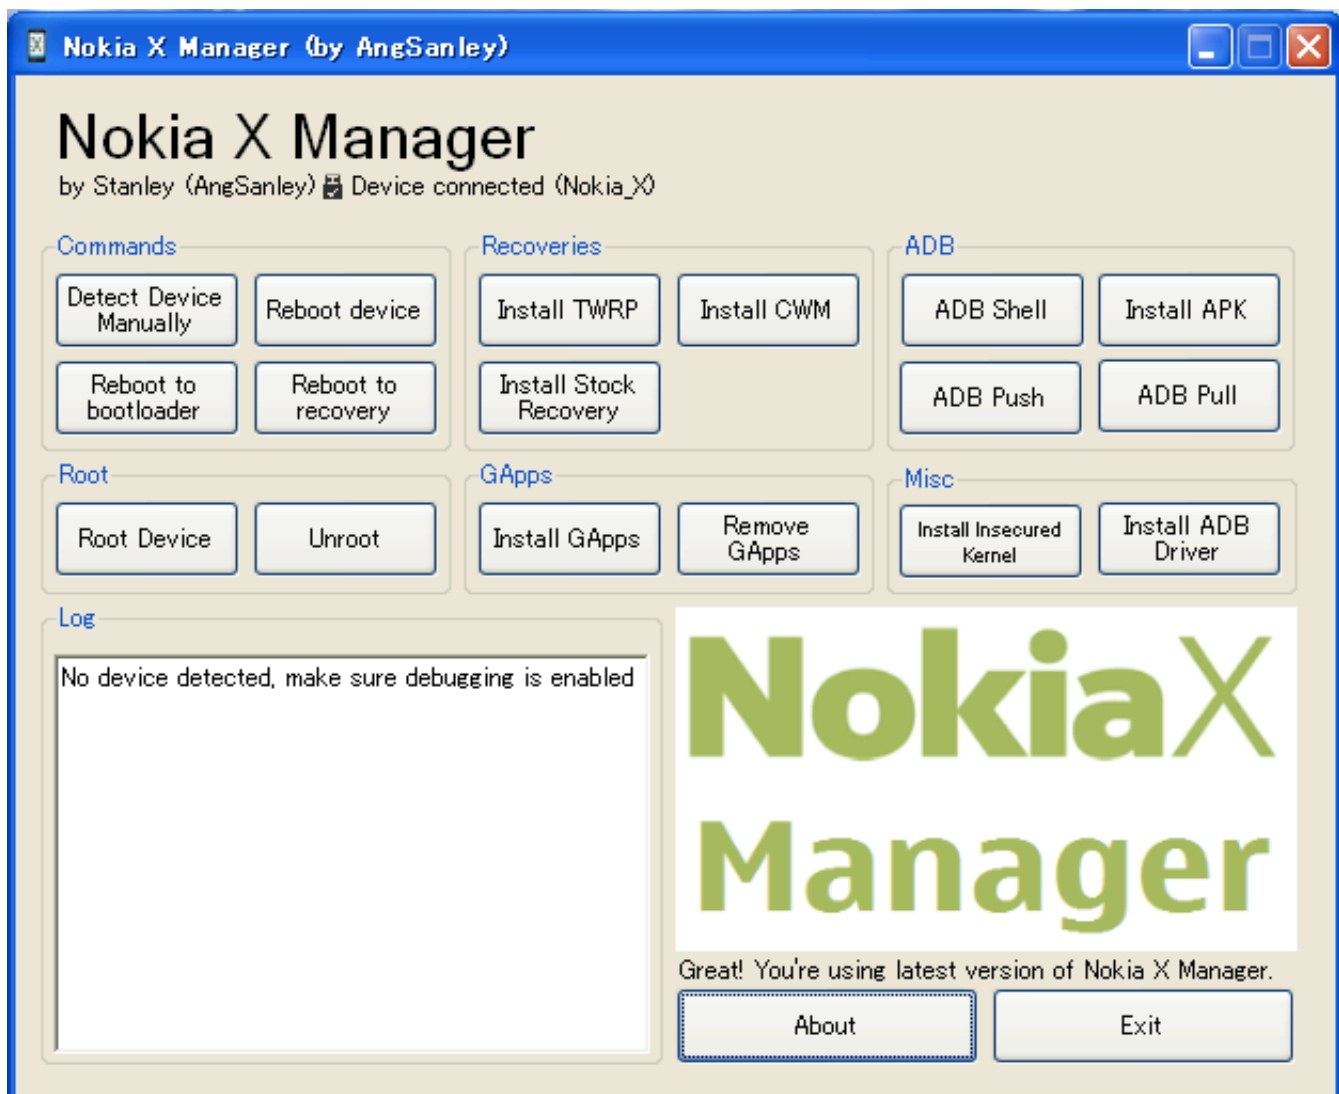 Nokia X Manager (by AngSanley)
Nokia X Manager
by Stanley (AngSanley) Device connected (Nokia_X)
Commands
Detect Device
Manually
Reboot device
Reboot to
bootloader
Reboot to
recovery
Recoveries
Install TWRP
Install CWM
Install Stock
Recovery
ADB
ADB Shell
Install APK
ADB Push
ADB Pull
Root
Root Device
Unroot
GApps
Install GApps
Remove
GApps
Misc
Install Insecured
Kernel
Install ADB
Driver
Log
No device detected, make sure debugging is enabled
NokiaX
Manager
Great! You're using latest version of Nokia X Manager.
About
Exit